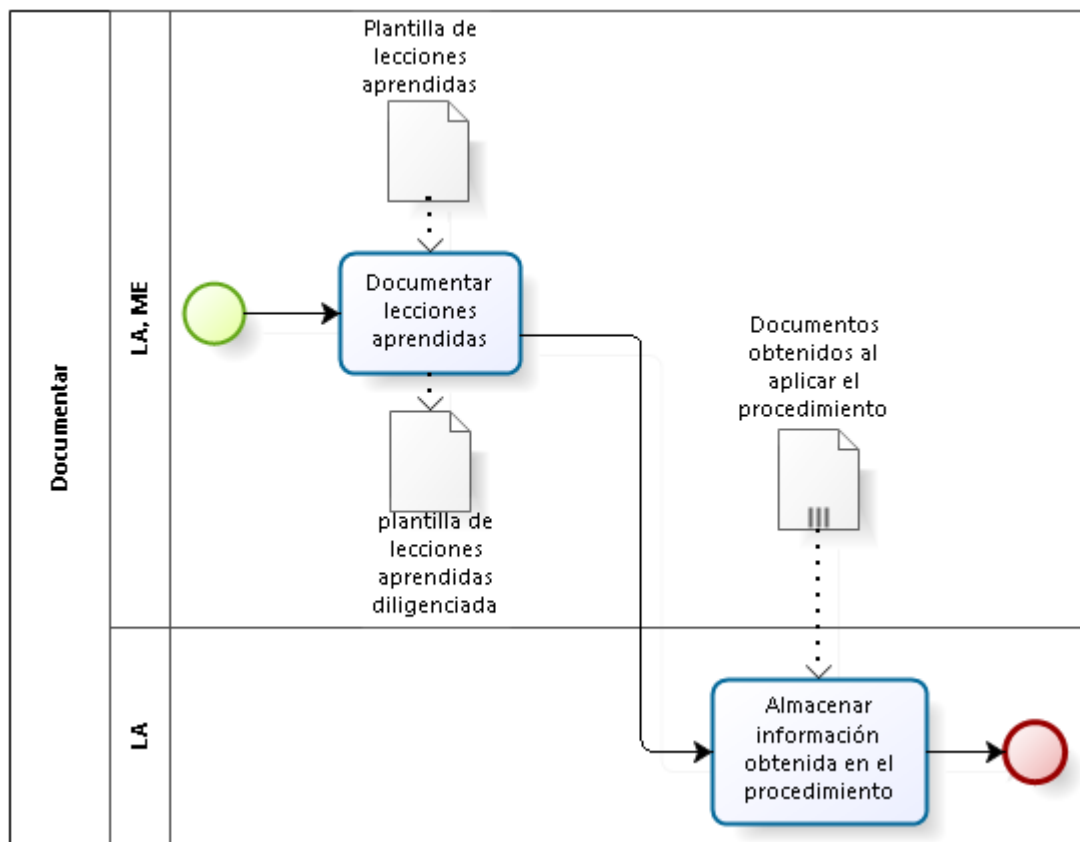 Documentar
LA, ME
Plantilla de
lecciones
aprendidas
Documentar
lecciones
aprendidas
plantilla de
lecciones
aprendidas
diligenciada
Documentos
obtenidos al
aplicar el
procedimiento
LA
Almacenar
información
obtenida en el
procedimiento